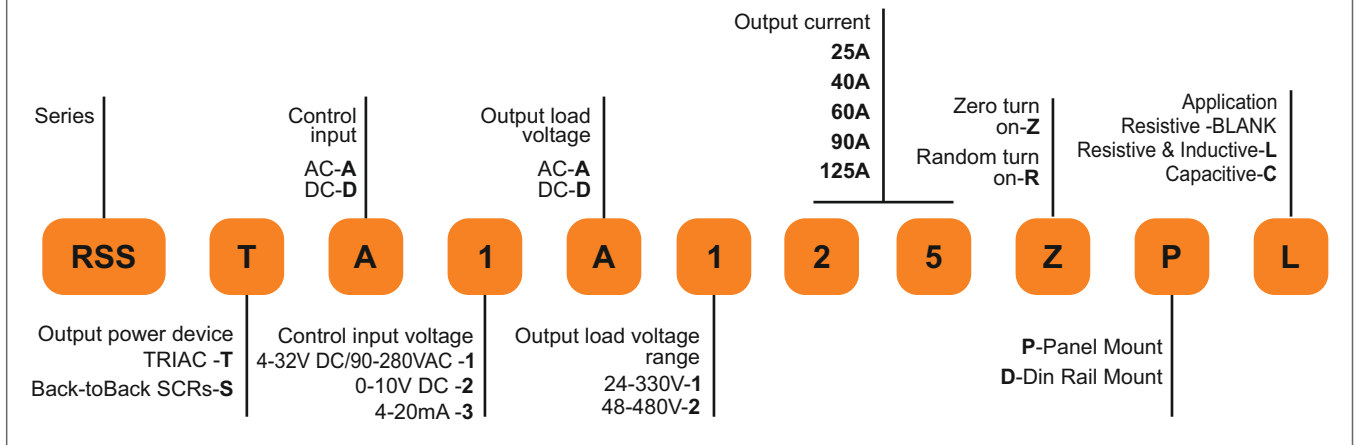 Output current
25A
40A
60A
90A
125A
Series
Control
input
AC-A
DC-D
Output load
voltage
AC-A
DC-D
Zero turn
on-Z
Random turn
on-R
Application
Resistive -BLANK
Resistive & Inductive-L
Capacitive-C
RSS T A 1 A 1 2 5 Z P L
Output power device
TRIAC -T
Back-toBack SCRs-S
Control input voltage
4-32V DC/90-280VAC -1
0-10V DC -2
4-20mA -3
Output load voltage
range
24-330V-1
48-480V-2
P-Panel Mount
D-Din Rail Mount